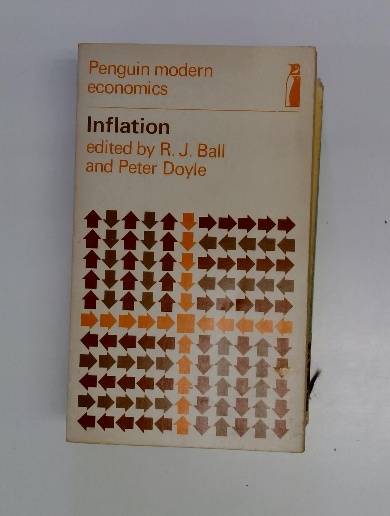 Penguin modern
economics
Inflation
edited by R. J. Ball
and Peter Doyle